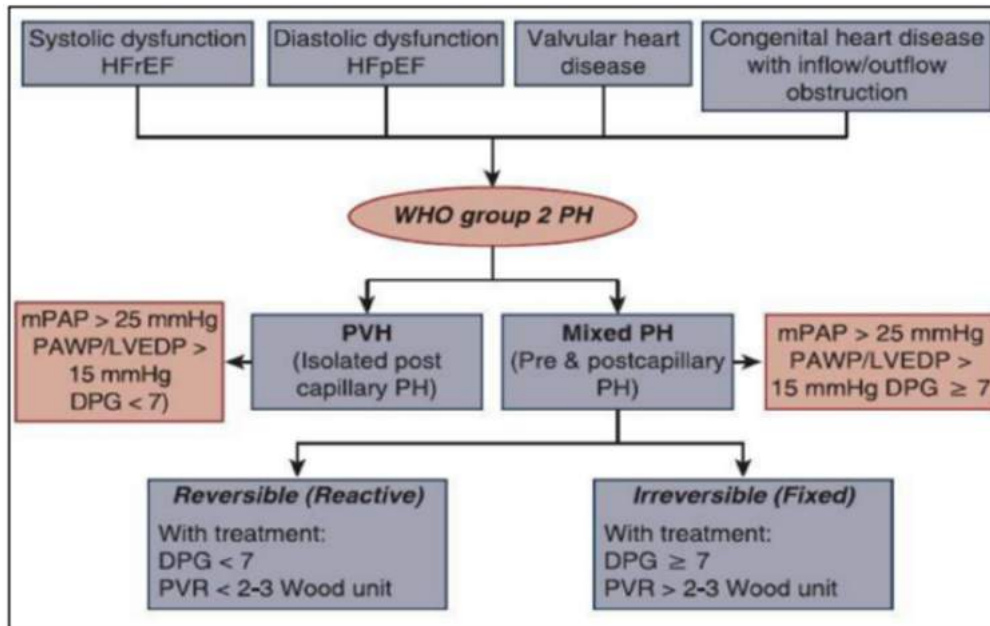 Systolic dysfunction
HFrEF
Diastolic dysfunction
HFpEF
Valvular heart
disease
Congenital heart disease
with inflow/outflow
obstruction
WHO group 2 PH
mPAP > 25 mmHg
PAWP/LVEDP >
15 mmHg
DPG < 7)
PVH
(Isolated post
capillary PH)
Mixed PH
(Pre & postcapillary
PH)
mPAP > 25 mmHg
PAWP/LVEDP >
15 mmHg DPG ≥ 7
Reversible (Reactive)
With treatment:
DPG < 7
PVR < 2-3 Wood unit
Irreversible (Fixed)
With treatment:
DPG ≥ 7
PVR > 2-3 Wood unit